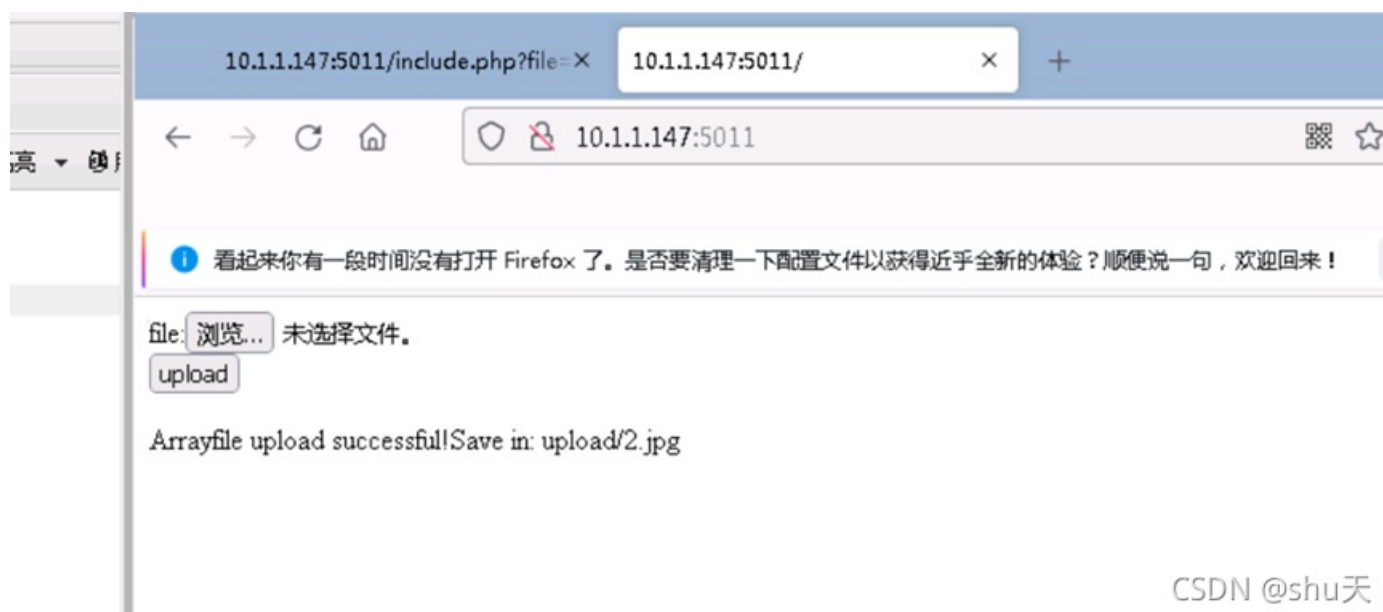 10.1.1.147:5011/include.php?file=
10.1.1.147:5011/
10.1.1.147:5011
亮
看起来你有一段时间没有打开 Firefox 了。是否要清理一下配置文件以获得近乎全新的体验？顺便说一句，欢迎回来！
file: 浏览... 未选择文件。
upload
Arrayfile upload successful!Save in: upload/2.jpg
CSDN @shu天